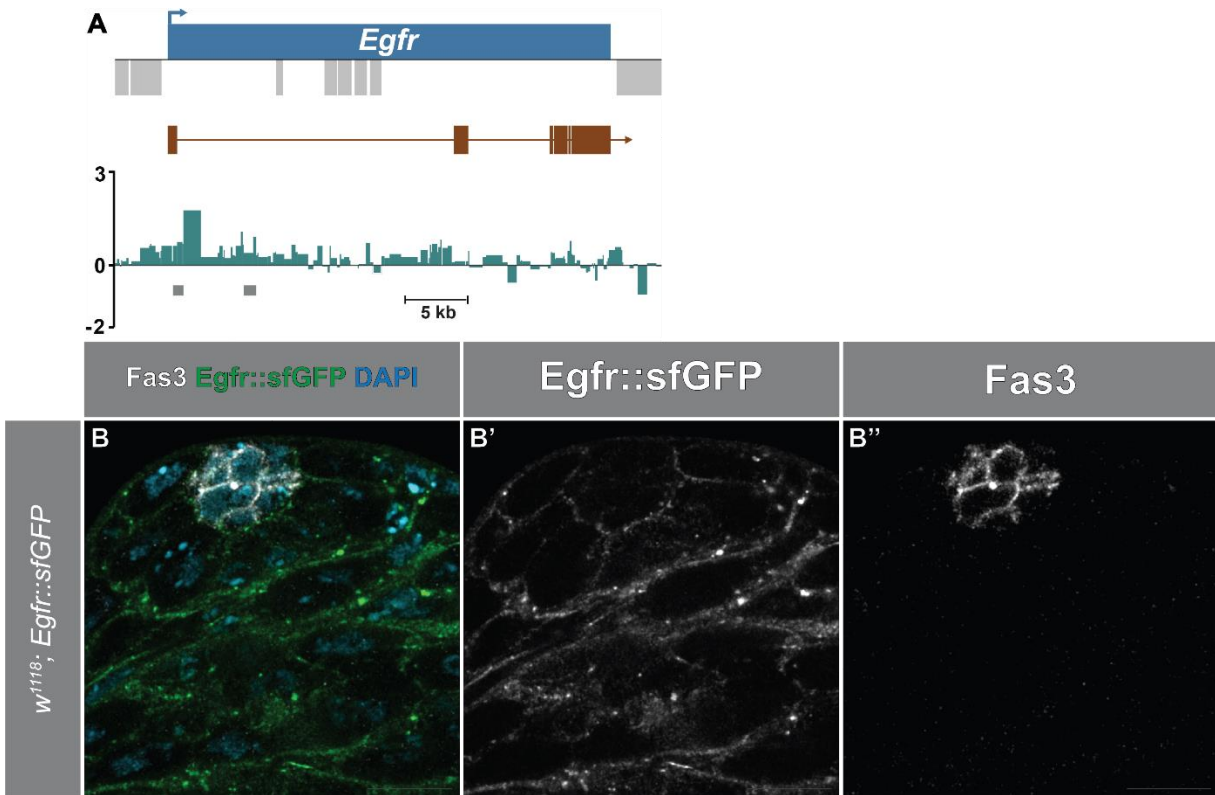 A
Egfr
3
0
-2
5 kb
Fas3 Egfr::sfGFP DAPI
Egfr::sfGFP
Fas3
w1118; Egfr::sfGFP
B
B'
B"